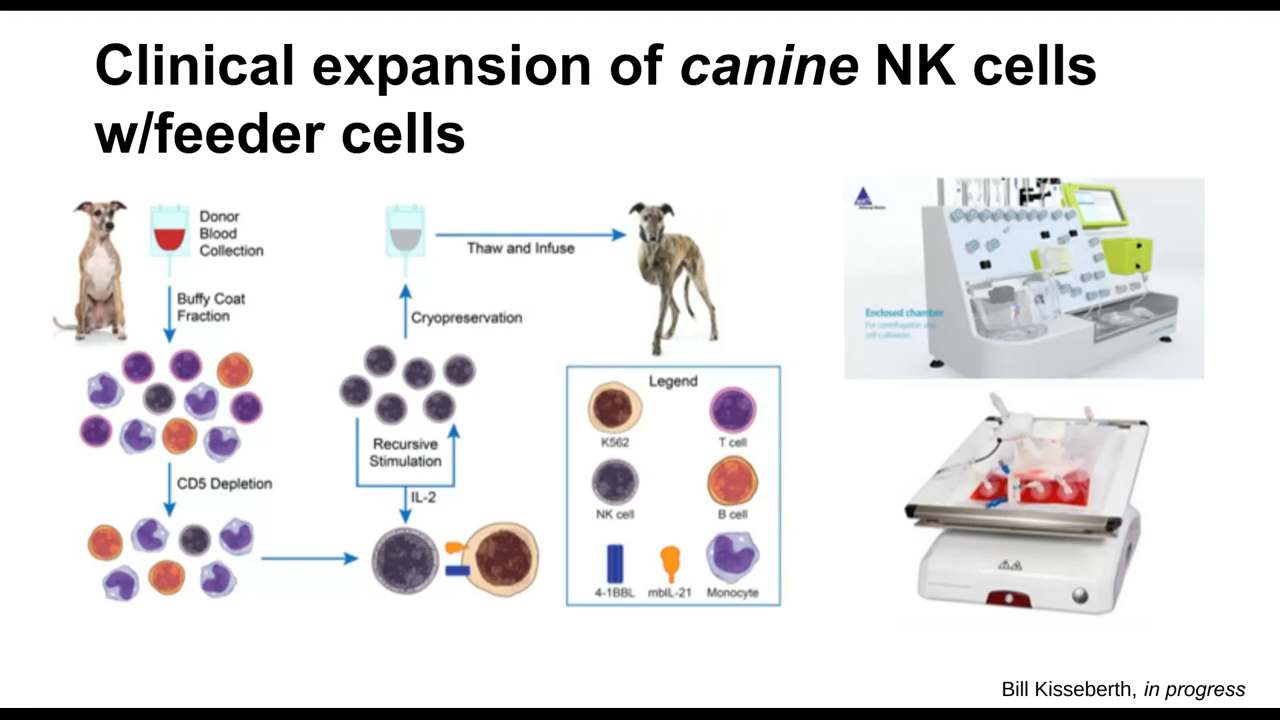 Clinical expansion of canine NK cells
w/feeder cells
Donor
Blood
Collection
Buffy Coat
Fraction
CD5 Depletion
Thaw and Infuse
Cryopreservation
Recursive
Stimulation
IL-2
Legend
K562
T cell
NK cell
B cell
4-1BBL
mbIL-21
Monocyte
Enclosed chamber
For centrifugation and
cell cultivation
Bill Kisseberth, in progress